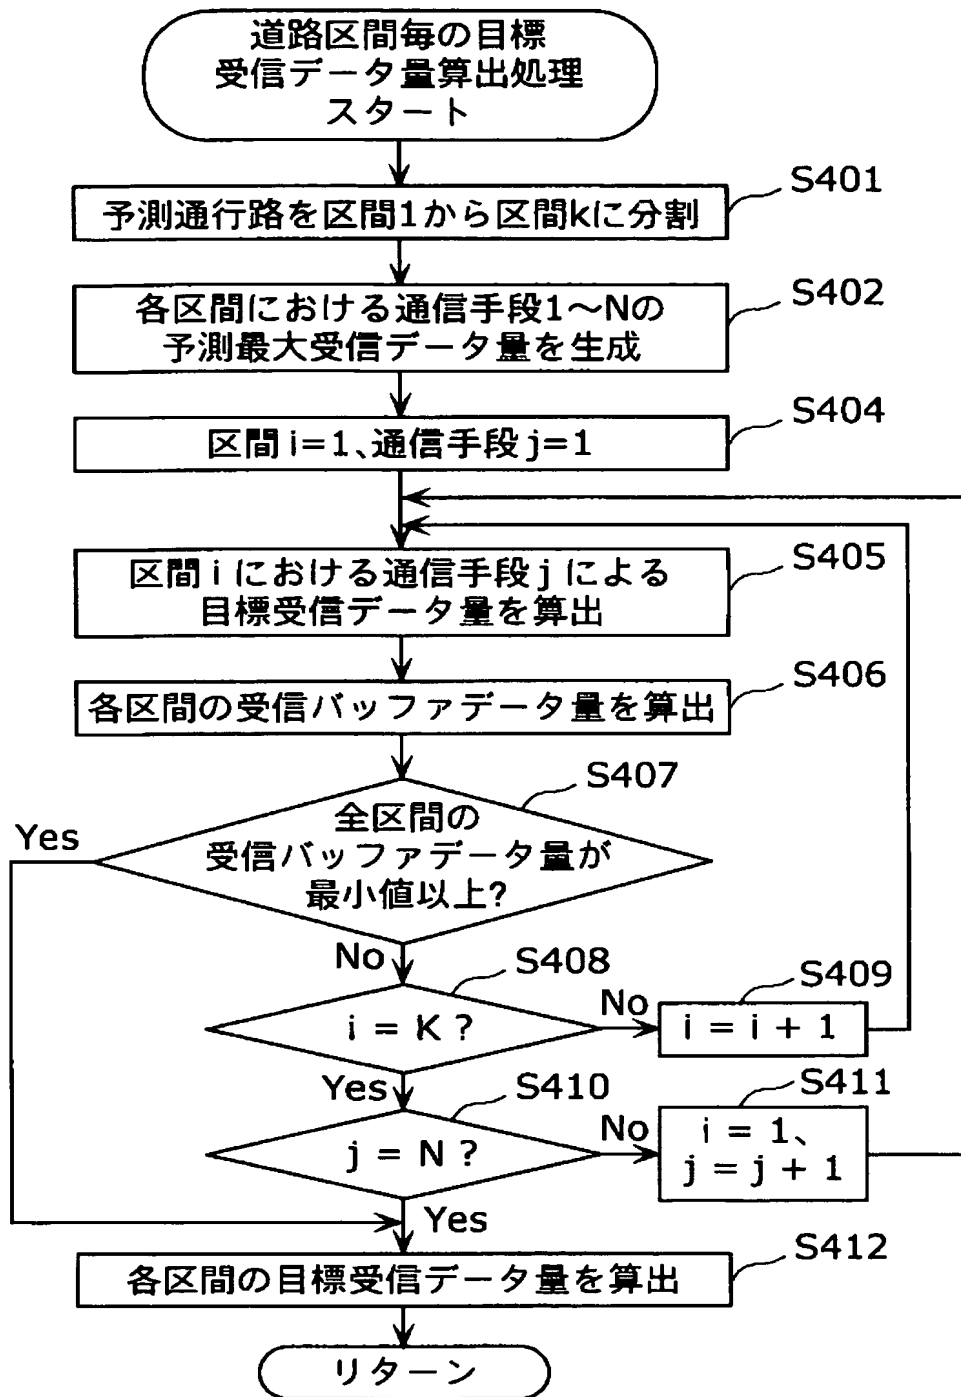 道路区間毎の目標
受信データ量算出処理
スタート
S401
予測通行路を区間1から区間kに分割
S402
各区間における通信手段1～Nの
予測最大受信データ量を生成
S404
区間i=1、通信手段j=1
S405
区間iにおける通信手段jによる
目標受信データ量を算出
S406
各区間の受信バッファデータ量を算出
S407
全区間の
受信バッファデータ量が
最小値以上?
Yes
No
S408
i = K ?
No
S409
i = i + 1
Yes
S410
j = N ?
No
S411
i = 1、
j = j + 1
Yes
S412
各区間の目標受信データ量を算出
リターン